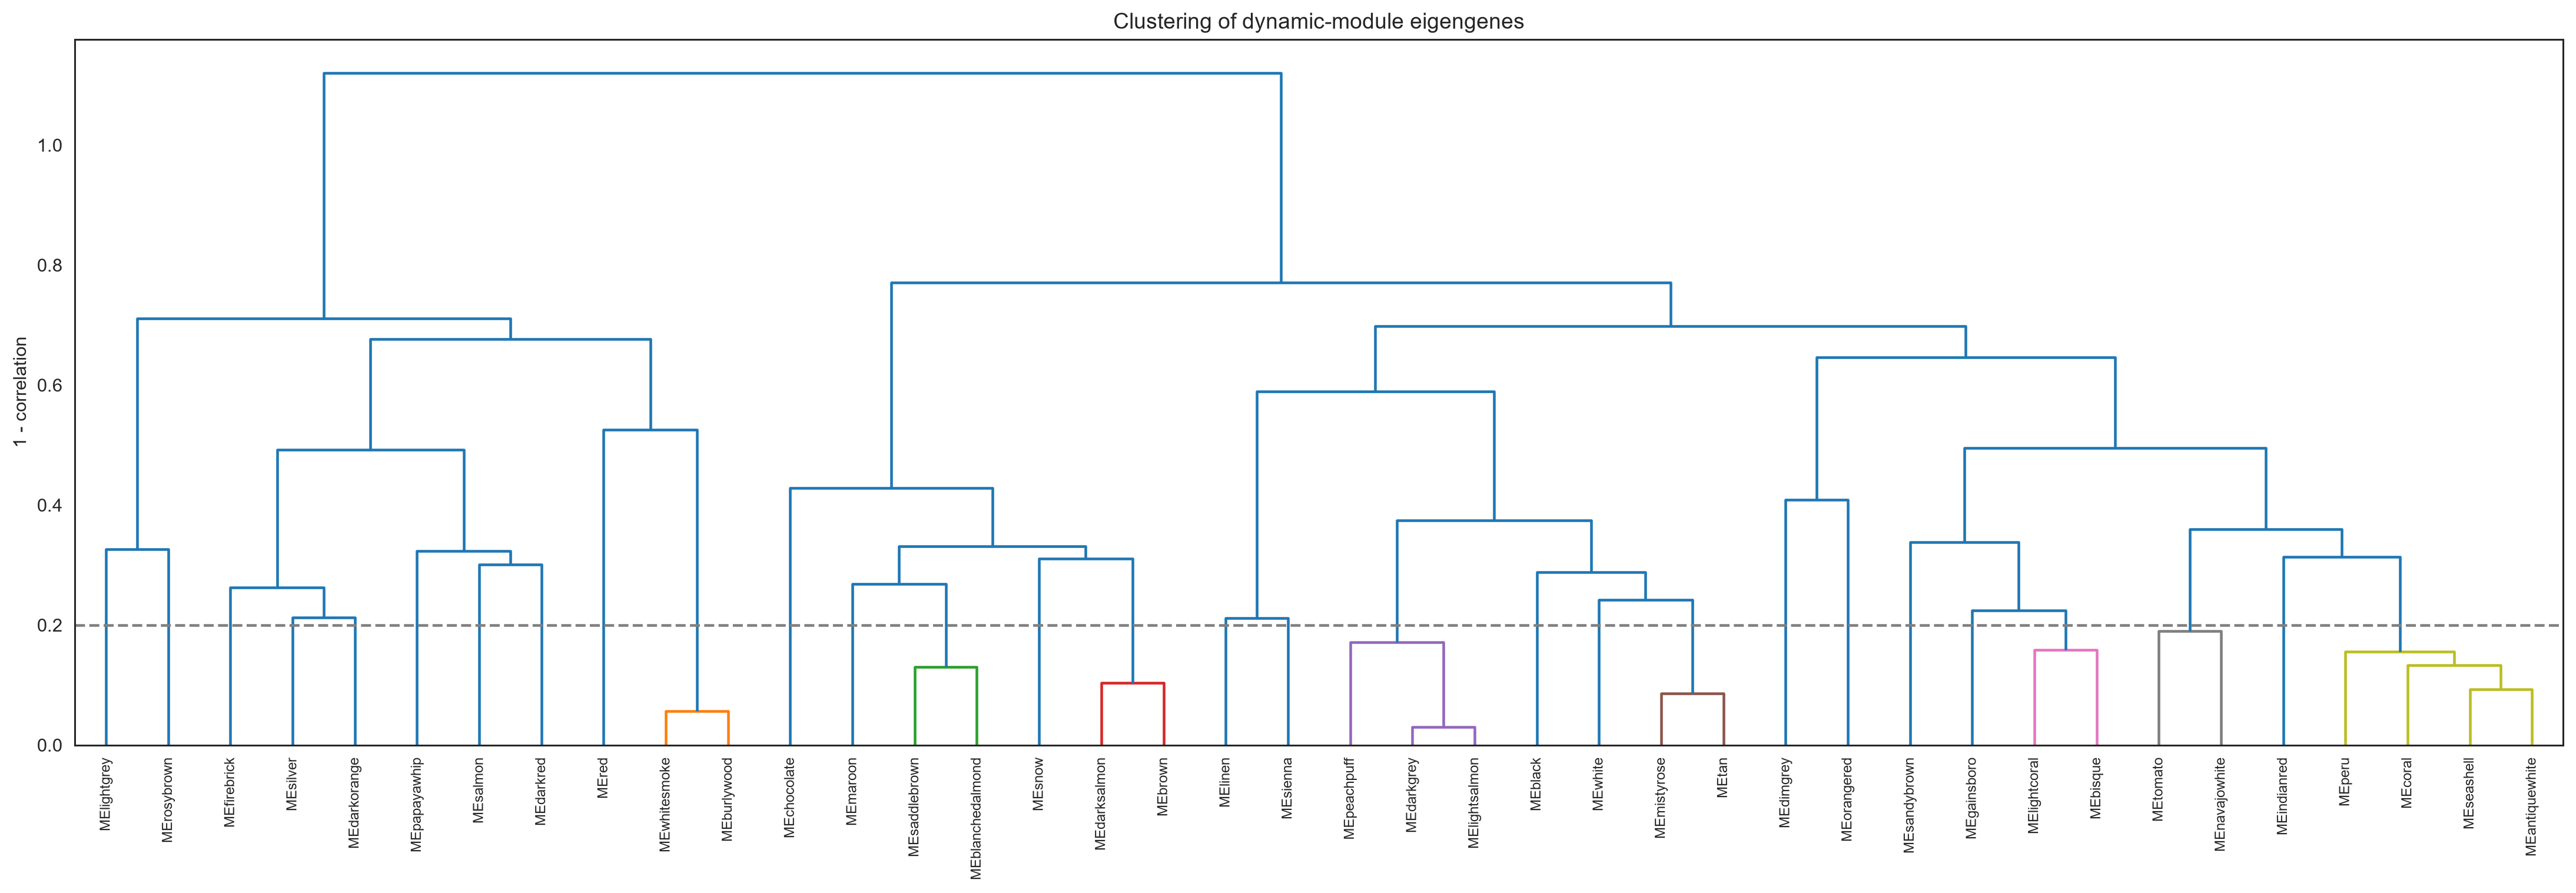 Clustering of dynamic-module eigengenes
1 - correlation
1.0
0.8
0.6
0.4
0.2
0.0
MElightgrey
MErosybrown
MEfirebrick
MEsilver
MEdarkorange
MEpapayawhip
MEsalmon
MEdarkred
MEred
MEwhitesmoke
MEburlywood
MEchocolate
MEmaroon
MEsaddlebrown
MEblanchedalmond
MEsnow
MEdarksalmon
MEbrown
MElinen
MEsienna
MEpeachpuff
MEdarkgrey
MElightsalmon
MEblack
MEwhite
MEmistyrose
MEtan
MEdimgrey
MEorangered
MEsandybrown
MEgainsboro
MElightcoral
MEbisque
MEtomato
MEnavajowhite
MEindianred
MEperu
MEcoral
MEseashell
MEantiquewhite